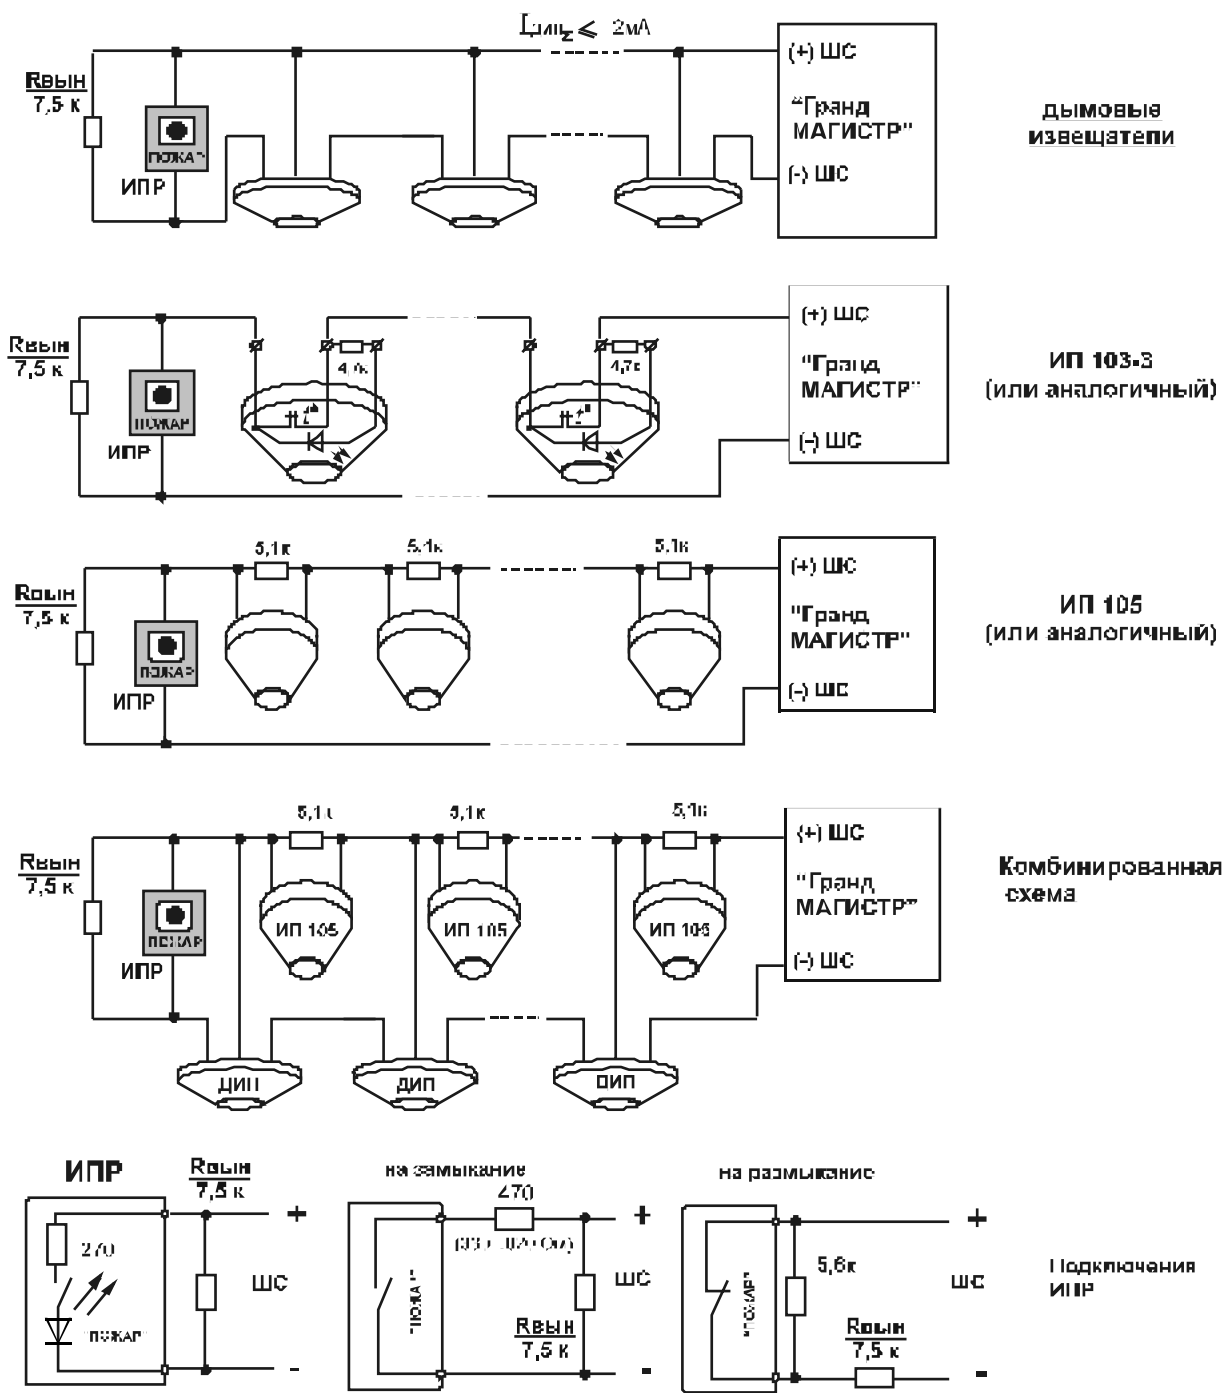 2мА
(+) ШС
Rвын
7,5 к
"Гранд
МАГИСТР"
дымовые
извещатели
ПОЖАР
ИПР
(-) ШС
(+) ШС
Rвын
7,5 к
"Гранд
МАГИСТР"
ИП 103-3
(или аналогичный)
4,7к
4,7к
t°
t°
ПОЖАР
ИПР
(-) ШС
5,1к
5,1к
5,1к
(+) ШС
Rвын
7,5 к
"Гранд
МАГИСТР"
ИП 105
(или аналогичный)
ПОЖАР
ИПР
(-) ШС
5,1к
5,1к
5,1к
(+) ШС
Rвын
7,5 к
"Гранд
МАГИСТР"
Комбинированная
схема
ИП 105
ИП 105
ИП 105
ПОЖАР
ИПР
(-) ШС
ДИП
ДИП
ДИП
ИПР
Rвын
7,5 к
на замыкание
470
на размыкание
+
+
+
270
ШС
"ПОЖАР"
ШС
"ПОЖАР"
5,6к
ШС
Подключения
ИПР
"ПОЖАР"
Rвын
7,5 к
Rвын
7,5 к
-
-
-